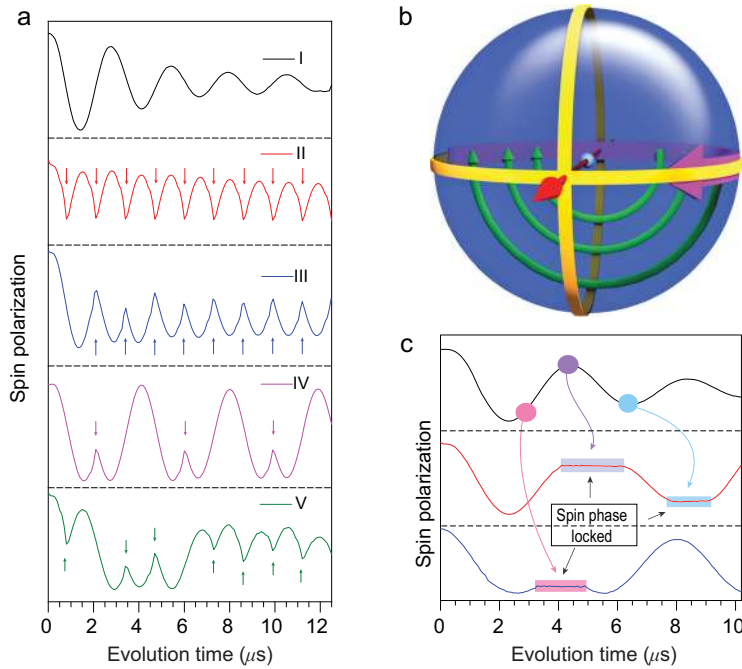 a
I
II
III
IV
V
Spin polarization
0 2 4 6 8 10 12
Evolution time (μs)
b
c
Spin phase
locked
Spin polarization
0 2 4 6 8 10
Evolution time (μs)